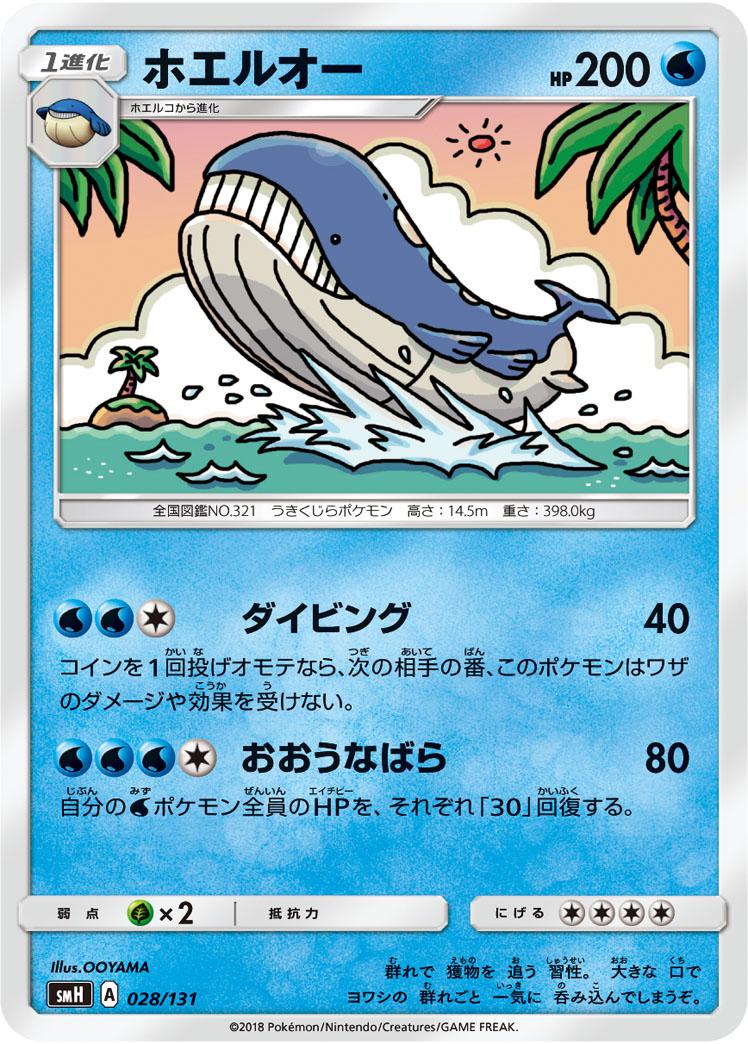 1進化 ホエルオー HP 200
ホエルコから進化
全国図鑑NO.321 うきくじらポケモン 高さ：14.5m 重さ：398.0kg
ダイビング 40
コインを1回投げオモテなら、次の相手の番、このポケモンはワザ
のダメージや効果を受けない。
おおうなばら 80
自分のポケモン全員のHPを、それぞれ「30」回復する。
弱点 ×2 抵抗力 にげる
Illus.OOYAMA
SMH A 028/131
群れで 獲物を 追う 習性。 大きな 口で
ヨワシの 群れごと 一気に 呑み込んでしまうぞ。
©2018 Pokémon/Nintendo/Creatures/GAME FREAK.